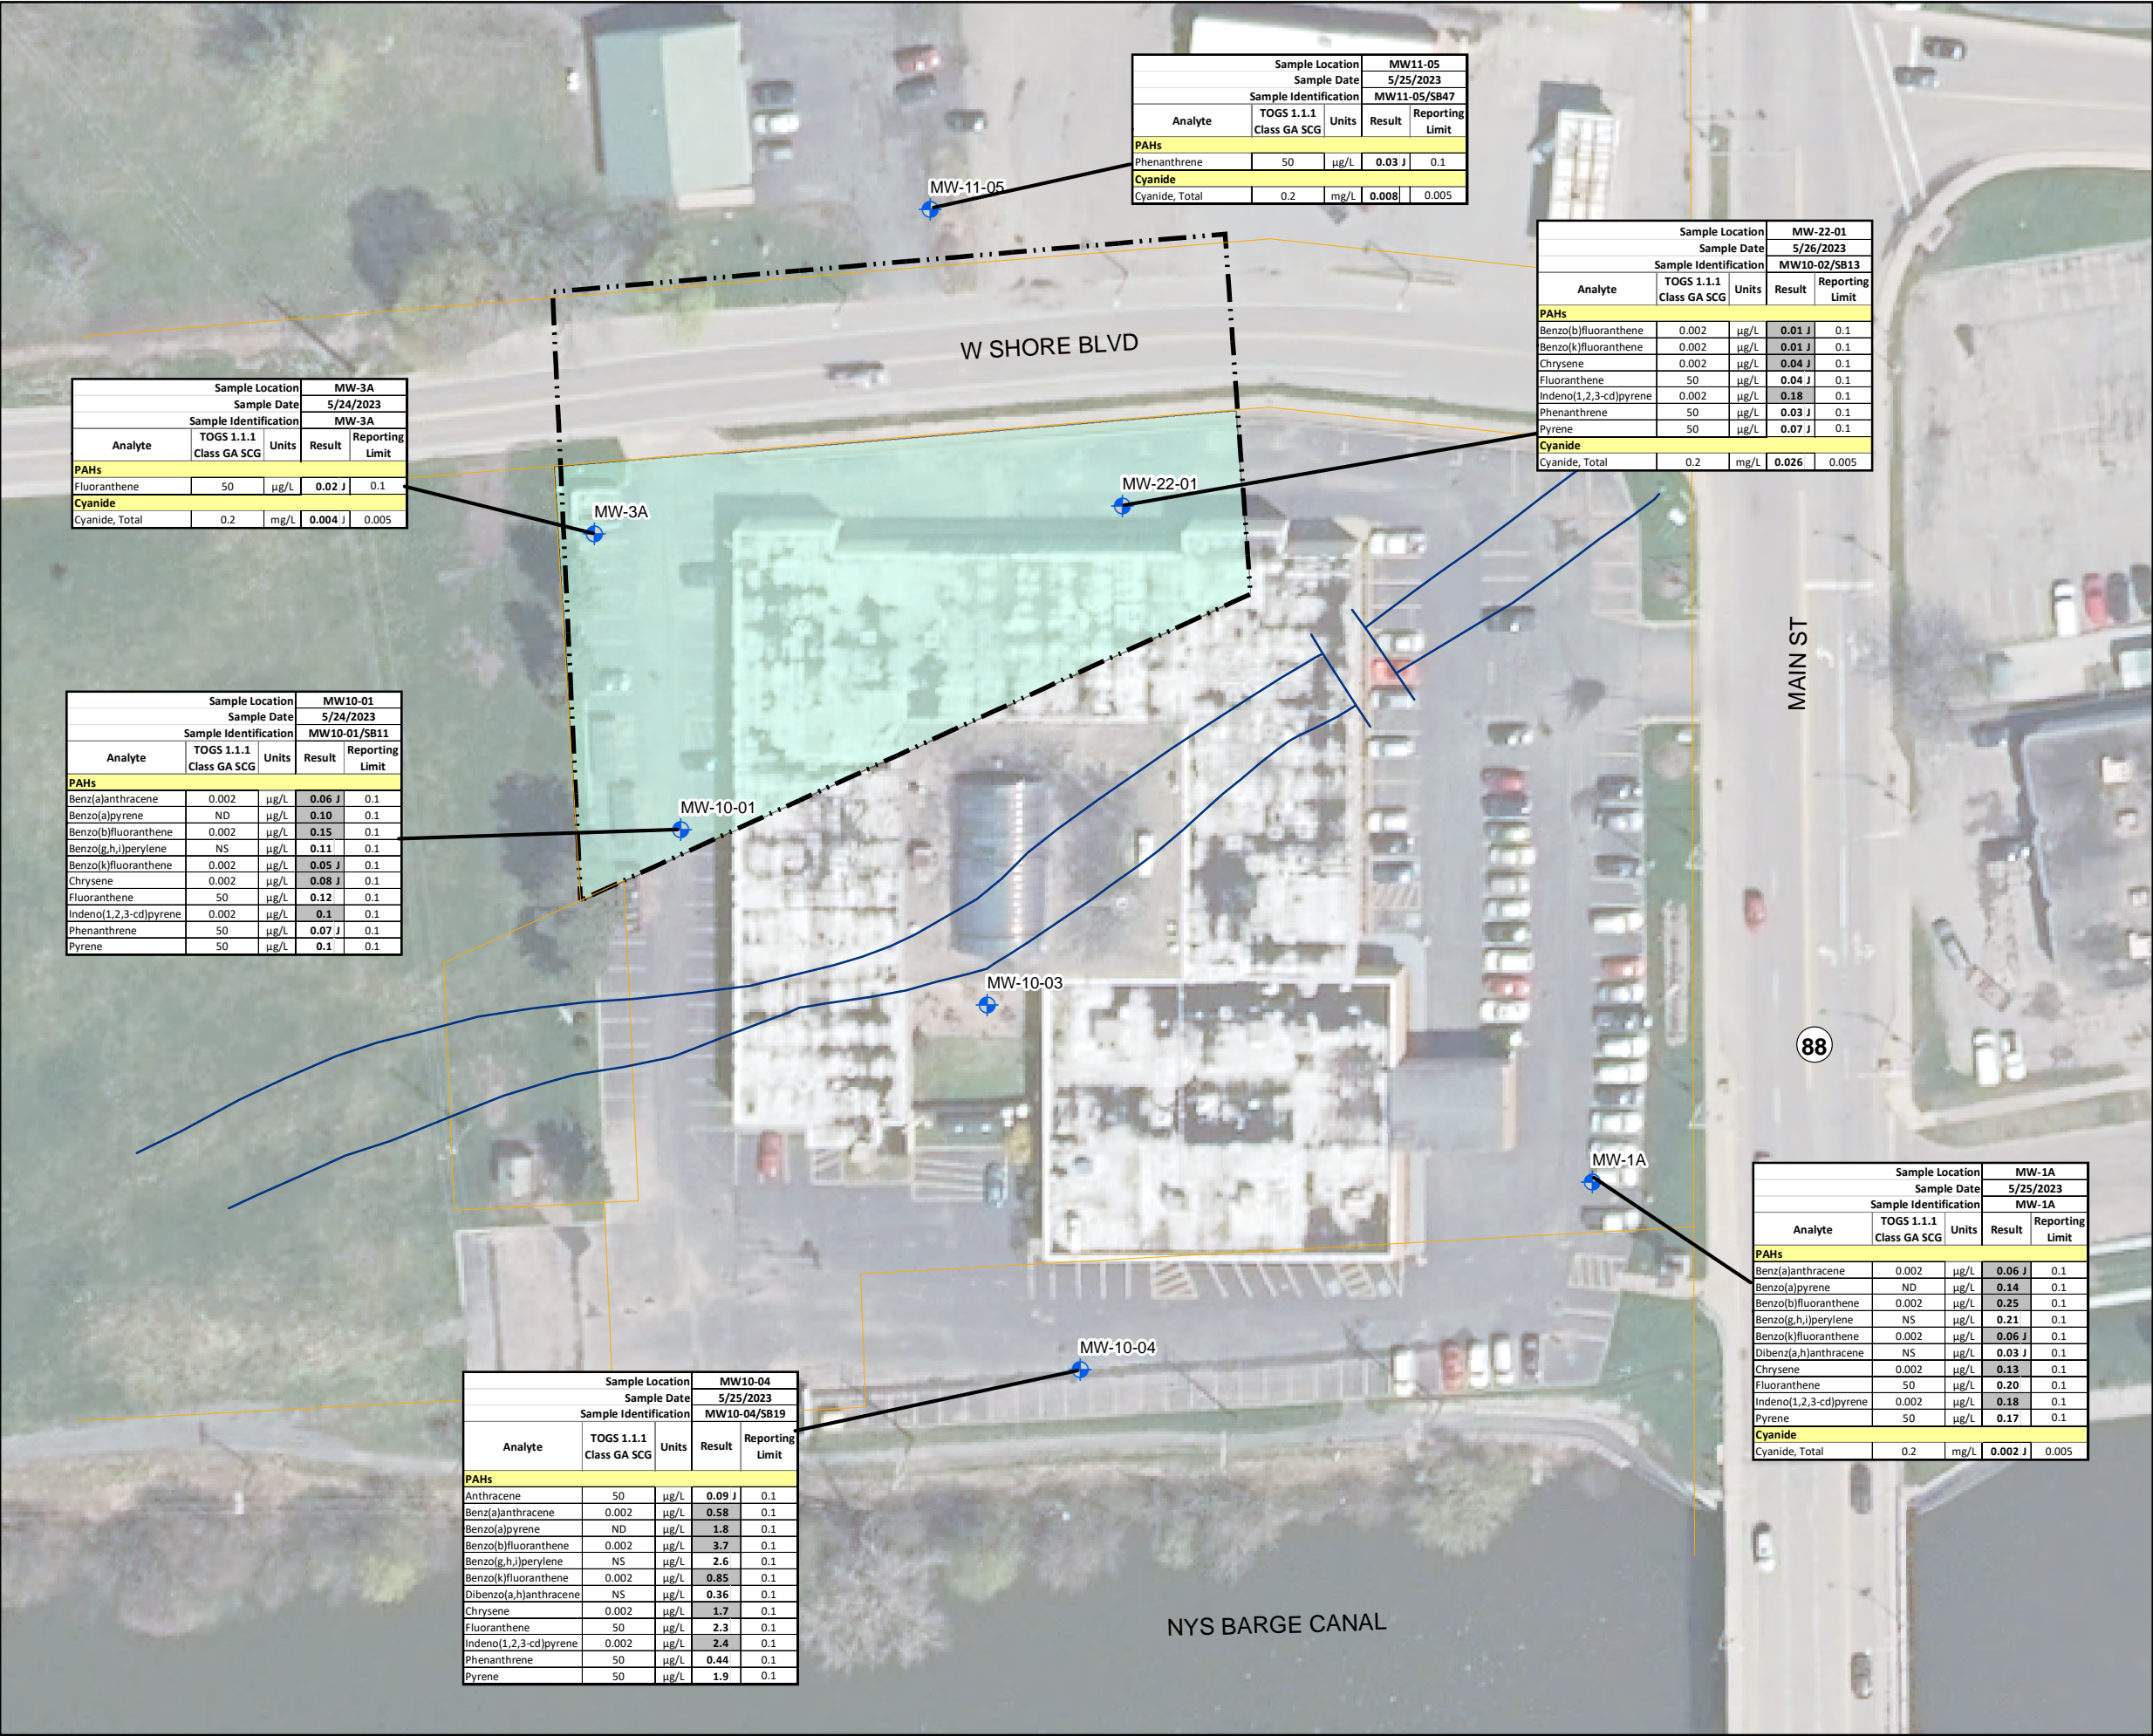 Sample Location MW11-05
Sample Date 5/25/2023
Sample Identification MW11-05/SB47
Analyte TOGS 1.1.1 Class GA SCG Units Result Reporting Limit
PAHs
Phenanthrene 50 µg/L 0.03 J 0.1
Cyanide
Cyanide, Total 0.2 mg/L 0.008 0.005
MW-11-05
Sample Location MW-22-01
Sample Date 5/26/2023
Sample Identification MW10-02/SB13
Analyte TOGS 1.1.1 Class GA SCG Units Result Reporting Limit
PAHs
Benzo(b)fluoranthene 0.002 µg/L 0.01 J 0.1
Benzo(k)fluoranthene 0.002 µg/L 0.01 J 0.1
Chrysene 0.002 µg/L 0.04 J 0.1
Fluoranthene 50 µg/L 0.04 J 0.1
Indeno(1,2,3-cd)pyrene 0.002 µg/L 0.18 0.1
Phenanthrene 50 µg/L 0.03 J 0.1
Pyrene 50 µg/L 0.07 J 0.1
Cyanide
Cyanide, Total 0.2 mg/L 0.026 0.005
W SHORE BLVD
Sample Location MW-3A
Sample Date 5/24/2023
Sample Identification MW-3A
Analyte TOGS 1.1.1 Class GA SCG Units Result Reporting Limit
PAHs
Fluoranthene 50 µg/L 0.02 J 0.1
Cyanide
Cyanide, Total 0.2 mg/L 0.004 J 0.005
MW-22-01
MW-3A
MAIN ST
Sample Location MW10-01
Sample Date 5/24/2023
Sample Identification MW10-01/SB11
Analyte TOGS 1.1.1 Class GA SCG Units Result Reporting Limit
PAHs
Benz(a)anthracene 0.002 µg/L 0.06 J 0.1
Benzo(a)pyrene ND µg/L 0.10 0.1
Benzo(b)fluoranthene 0.002 µg/L 0.15 0.1
Benzo(g,h,i)perylene NS µg/L 0.11 0.1
Benzo(k)fluoranthene 0.002 µg/L 0.05 J 0.1
Chrysene 0.002 µg/L 0.08 J 0.1
Fluoranthene 50 µg/L 0.12 0.1
Indeno(1,2,3-cd)pyrene 0.002 µg/L 0.1 0.1
Phenanthrene 50 µg/L 0.07 J 0.1
Pyrene 50 µg/L 0.1 0.1
MW-10-01
MW-10-03
88
MW-1A
Sample Location MW-1A
Sample Date 5/25/2023
Sample Identification MW-1A
Analyte TOGS 1.1.1 Class GA SCG Units Result Reporting Limit
PAHs
Benz(a)anthracene 0.002 µg/L 0.06 J 0.1
Benzo(a)pyrene ND µg/L 0.14 0.1
Benzo(b)fluoranthene 0.002 µg/L 0.25 0.1
Benzo(g,h,i)perylene NS µg/L 0.21 0.1
Benzo(k)fluoranthene 0.002 µg/L 0.06 J 0.1
Dibenz(a,h)anthracene NS µg/L 0.03 J 0.1
Chrysene 0.002 µg/L 0.13 0.1
Fluoranthene 50 µg/L 0.20 0.1
Indeno(1,2,3-cd)pyrene 0.002 µg/L 0.18 0.1
Pyrene 50 µg/L 0.17 0.1
Cyanide
Cyanide, Total 0.2 mg/L 0.002 J 0.005
MW-10-04
Sample Location MW10-04
Sample Date 5/25/2023
Sample Identification MW10-04/SB19
Analyte TOGS 1.1.1 Class GA SCG Units Result Reporting Limit
PAHs
Anthracene 50 µg/L 0.09 J 0.1
Benz(a)anthracene 0.002 µg/L 0.58 0.1
Benzo(a)pyrene ND µg/L 1.8 0.1
Benzo(b)fluoranthene 0.002 µg/L 3.7 0.1
Benzo(g,h,i)perylene NS µg/L 2.6 0.1
Benzo(k)fluoranthene 0.002 µg/L 0.85 0.1
Dibenzo(a,h)anthracene NS µg/L 0.36 0.1
Chrysene 0.002 µg/L 1.7 0.1
Fluoranthene 50 µg/L 2.3 0.1
Indeno(1,2,3-cd)pyrene 0.002 µg/L 2.4 0.1
Phenanthrene 50 µg/L 0.44 0.1
Pyrene 50 µg/L 1.9 0.1
NYS BARGE CANAL